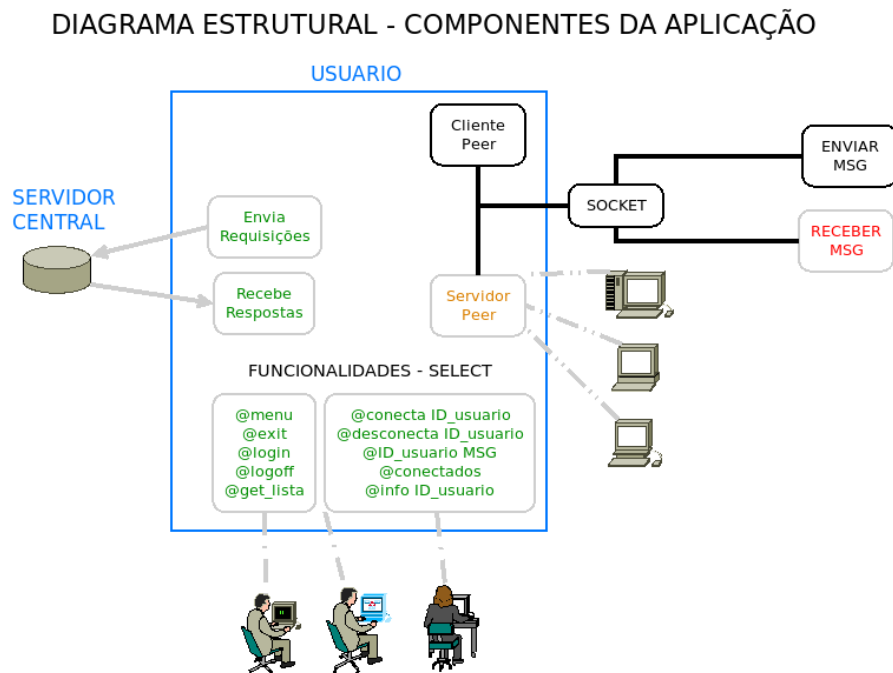 DIAGRAMA ESTRUTURAL - COMPONENTES DA APLICAÇÃO
USUARIO
Cliente
Peer
ENVIAR
MSG
SERVIDOR
CENTRAL
Envia
Requisições
SOCKET
RECEBER
MSG
Recebe
Respostas
Servidor
Peer
FUNCIONALIDADES - SELECT
@menu
@exit
@login
@logoff
@get_lista
@conecta ID_usuario
@desconecta ID_usuario
@ID_usuario MSG
@conectados
@info ID_usuario